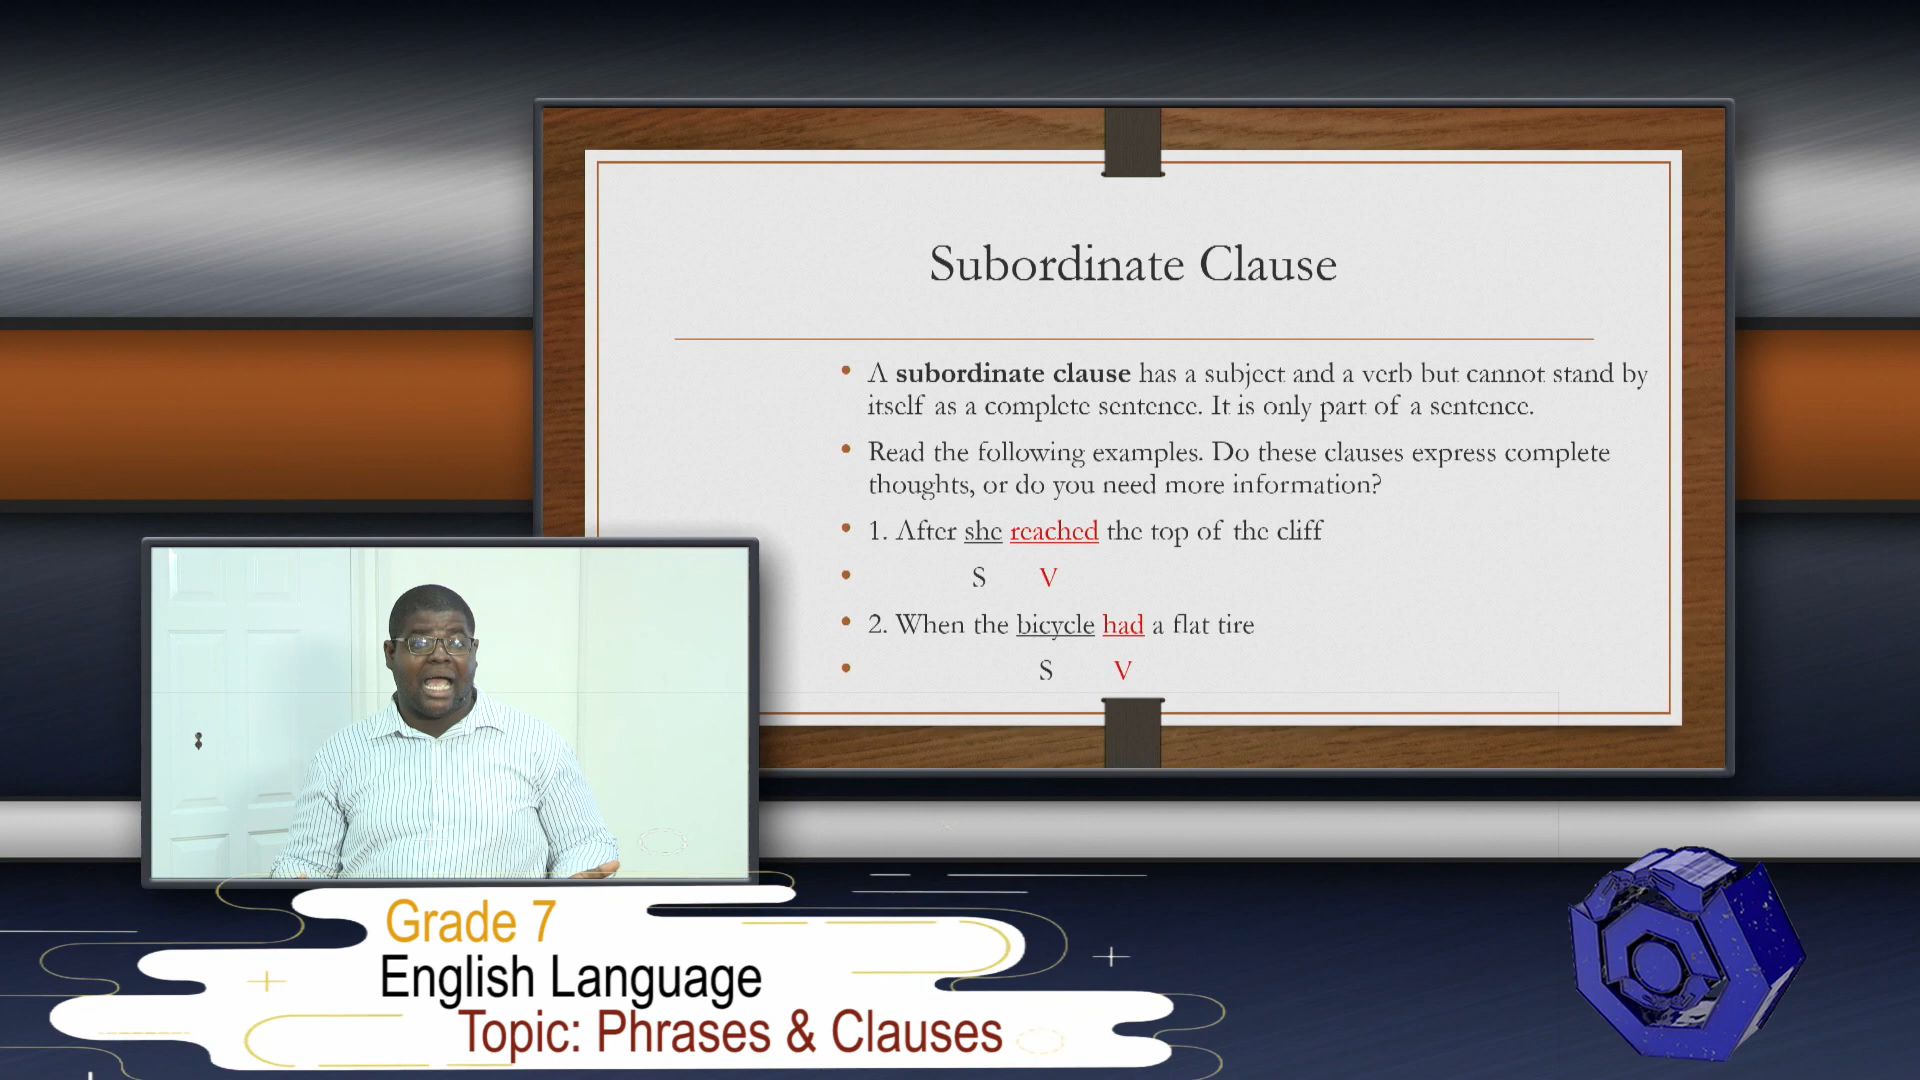 Subordinate Clause
• A subordinate clause has a subject and a verb but cannot stand by
itself as a complete sentence. It is only part of a sentence.
• Read the following examples. Do these clauses express complete
thoughts, or do you need more information?
• 1. After she reached the top of the cliff
• S V
• 2. When the bicycle had a flat tire
• S V
Grade 7
English Language
Topic: Phrases & Clauses